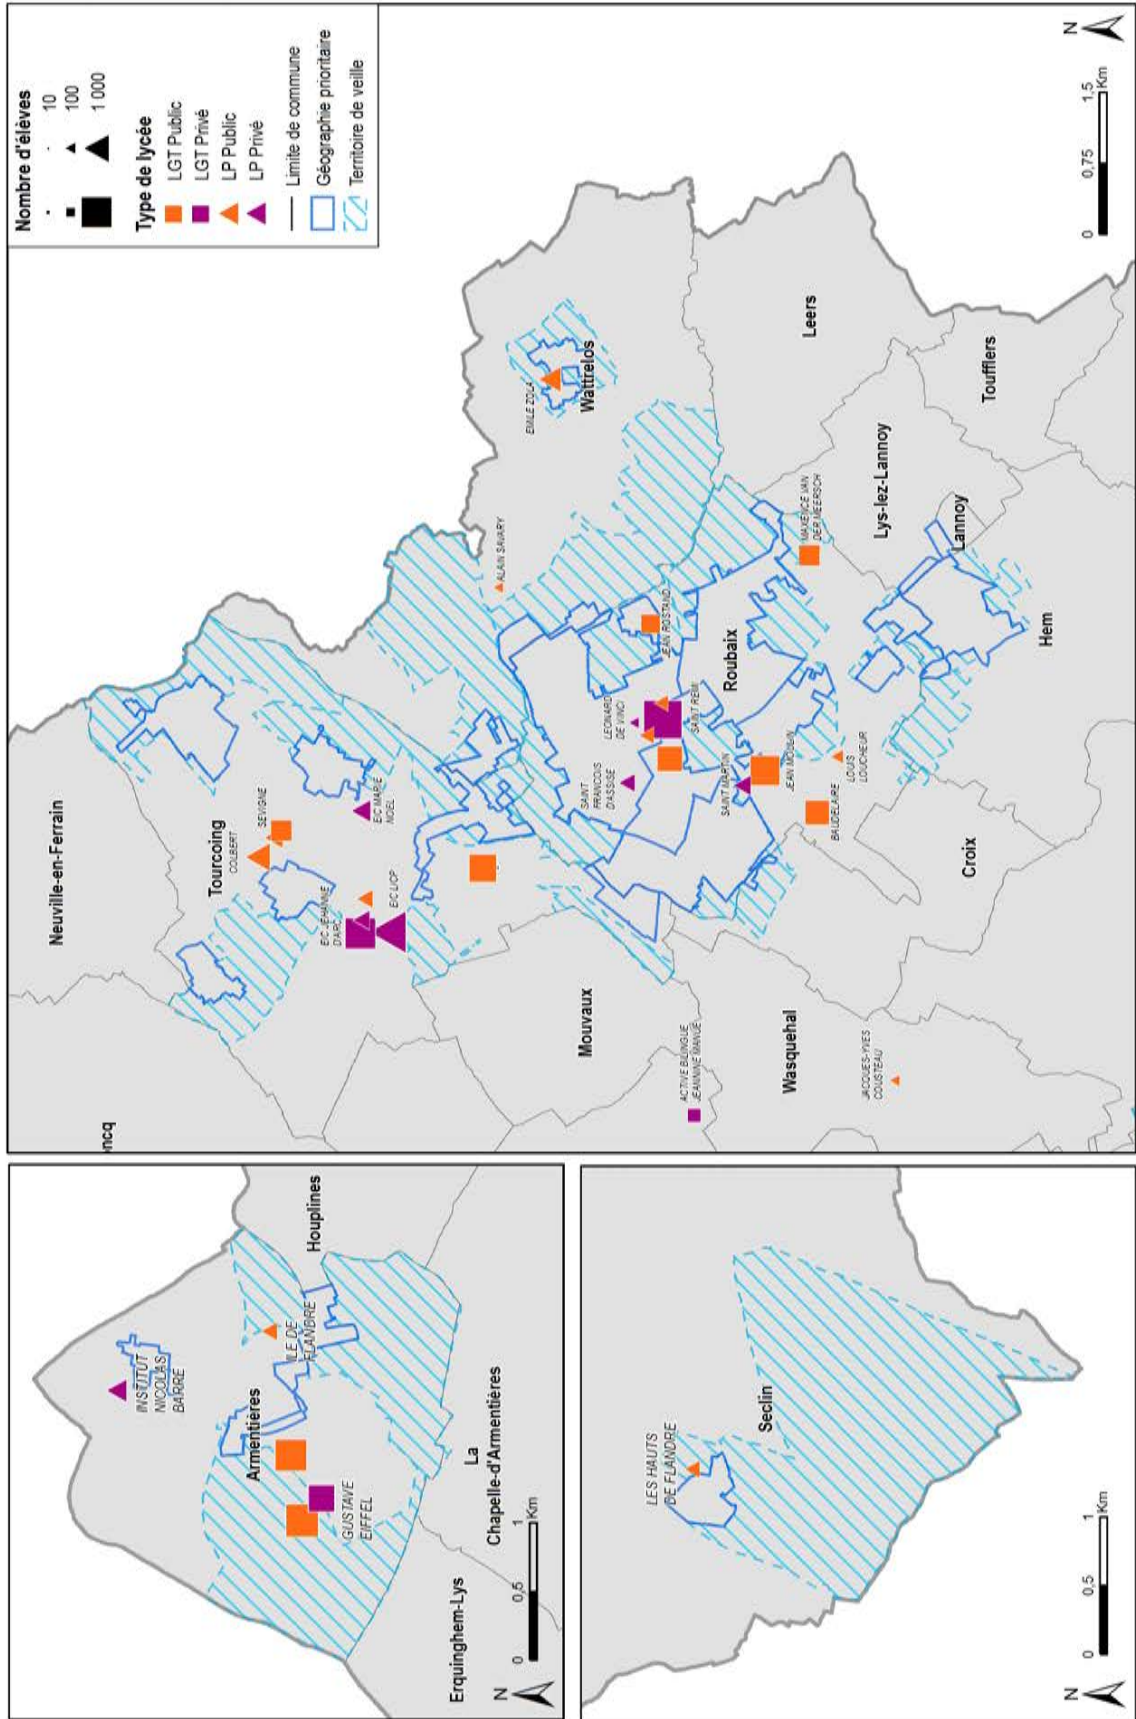 Nombre d'élèves
10
100
1 000
Type de lycée
LGT Public
LGT Privé
LP Public
LP Privé
Limite de commune
Géographie prioritaire
Territoire de veille
N
0
0,5
1
Km
INSTITUT
NICOLAS
BARRE
Armentières
ILE DE
FLANDRE
Houplines
GUSTAVE
EIFFEL
La
Chapelle-d'Armentières
Erquinghem-Lys
N
0
0,5
1
Km
LES HAUTS
DE FLANDRE
Seclin
N
0
0,75
1,5
Km
oncq
Neuville-en-Ferrain
Tourcoing
COLBERT
SEVIGNE
EIC JEHANNE
D'ARC
EIC LICP
EIC MARIE
NOEL
Mouvaux
ALAIN SAVARY
EMILE ZOLA
Wattrelos
ACTIVE BILINGUE
JEANNINE MANUEL
SAINT
FRANCOIS
D'ASSISE
LEONARD
DE VINCI
JEAN ROSTAND
SAINT REMI
Roubaix
SAINT MARTIN
JEAN MOULIN
MAXENCE VAN
DER MEERSCH
Leers
Wasquehal
BAUDELAIRE
LOUIS
LOUCHEUR
JACQUES-YVES
COUSTEAU
Croix
Lys-lez-Lannoy
Lannoy
Toufflers
Hem